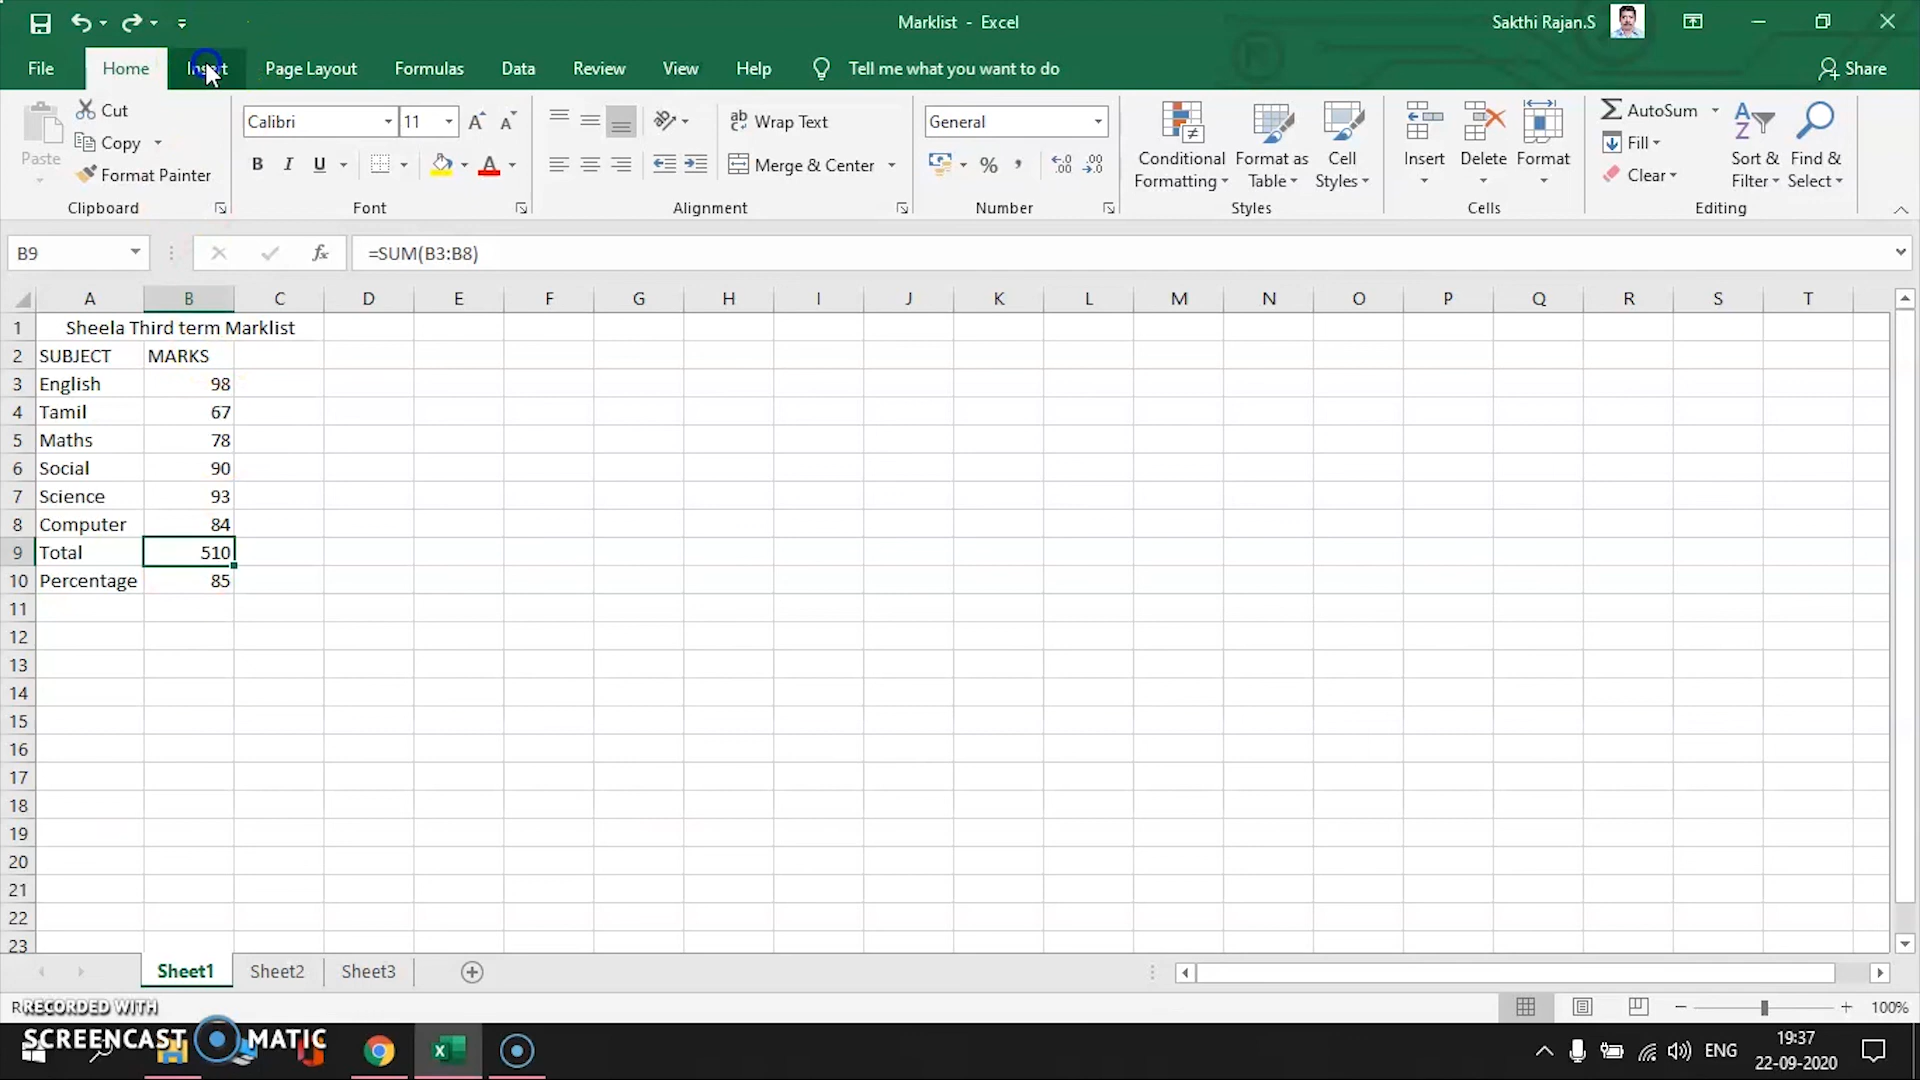 Marklist - Excel
Sakthi Rajan.S
File Home Insert Page Layout Formulas Data Review View Help Tell me what you want to do Share
Paste
Cut
Copy
Format Painter
Clipboard
Calibri 11
B I U A
Font
Wrap Text
Merge & Center
Alignment
General
%
Number
Conditional Formatting
Format as Table
Cell Styles
Styles
Insert
Delete
Format
Cells
AutoSum
Fill
Clear
Sort & Filter
Find & Select
Editing
B9 fx =SUM(B3:B8)
A B C D E F G H I J K L M N O P Q R S T
1 Sheela Third term Marklist
2 SUBJECT MARKS
3 English 98
4 Tamil 67
5 Maths 78
6 Social 90
7 Science 93
8 Computer 84
9 Total 510
10 Percentage 85
11
12
13
14
15
16
17
18
19
20
21
22
23
Sheet1 Sheet2 Sheet3
100%
RECORDED WITH
SCREENCAST MATIC
ENG
19:37
22-09-2020